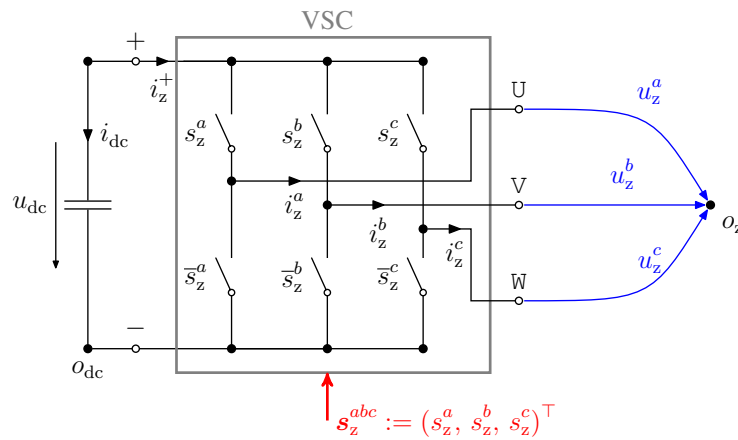 VSC
+
i_z^+
U
u_z^a
s_z^a
s_z^b
s_z^c
i_dc
V
u_z^b
u_dc
i_z^a
o_z
i_z^b
i_z^c
u_z^c
s̅_z^a
s̅_z^b
s̅_z^c
W
−
o_dc
s_z^{abc} := (s_z^a, s_z^b, s_z^c)^⊤